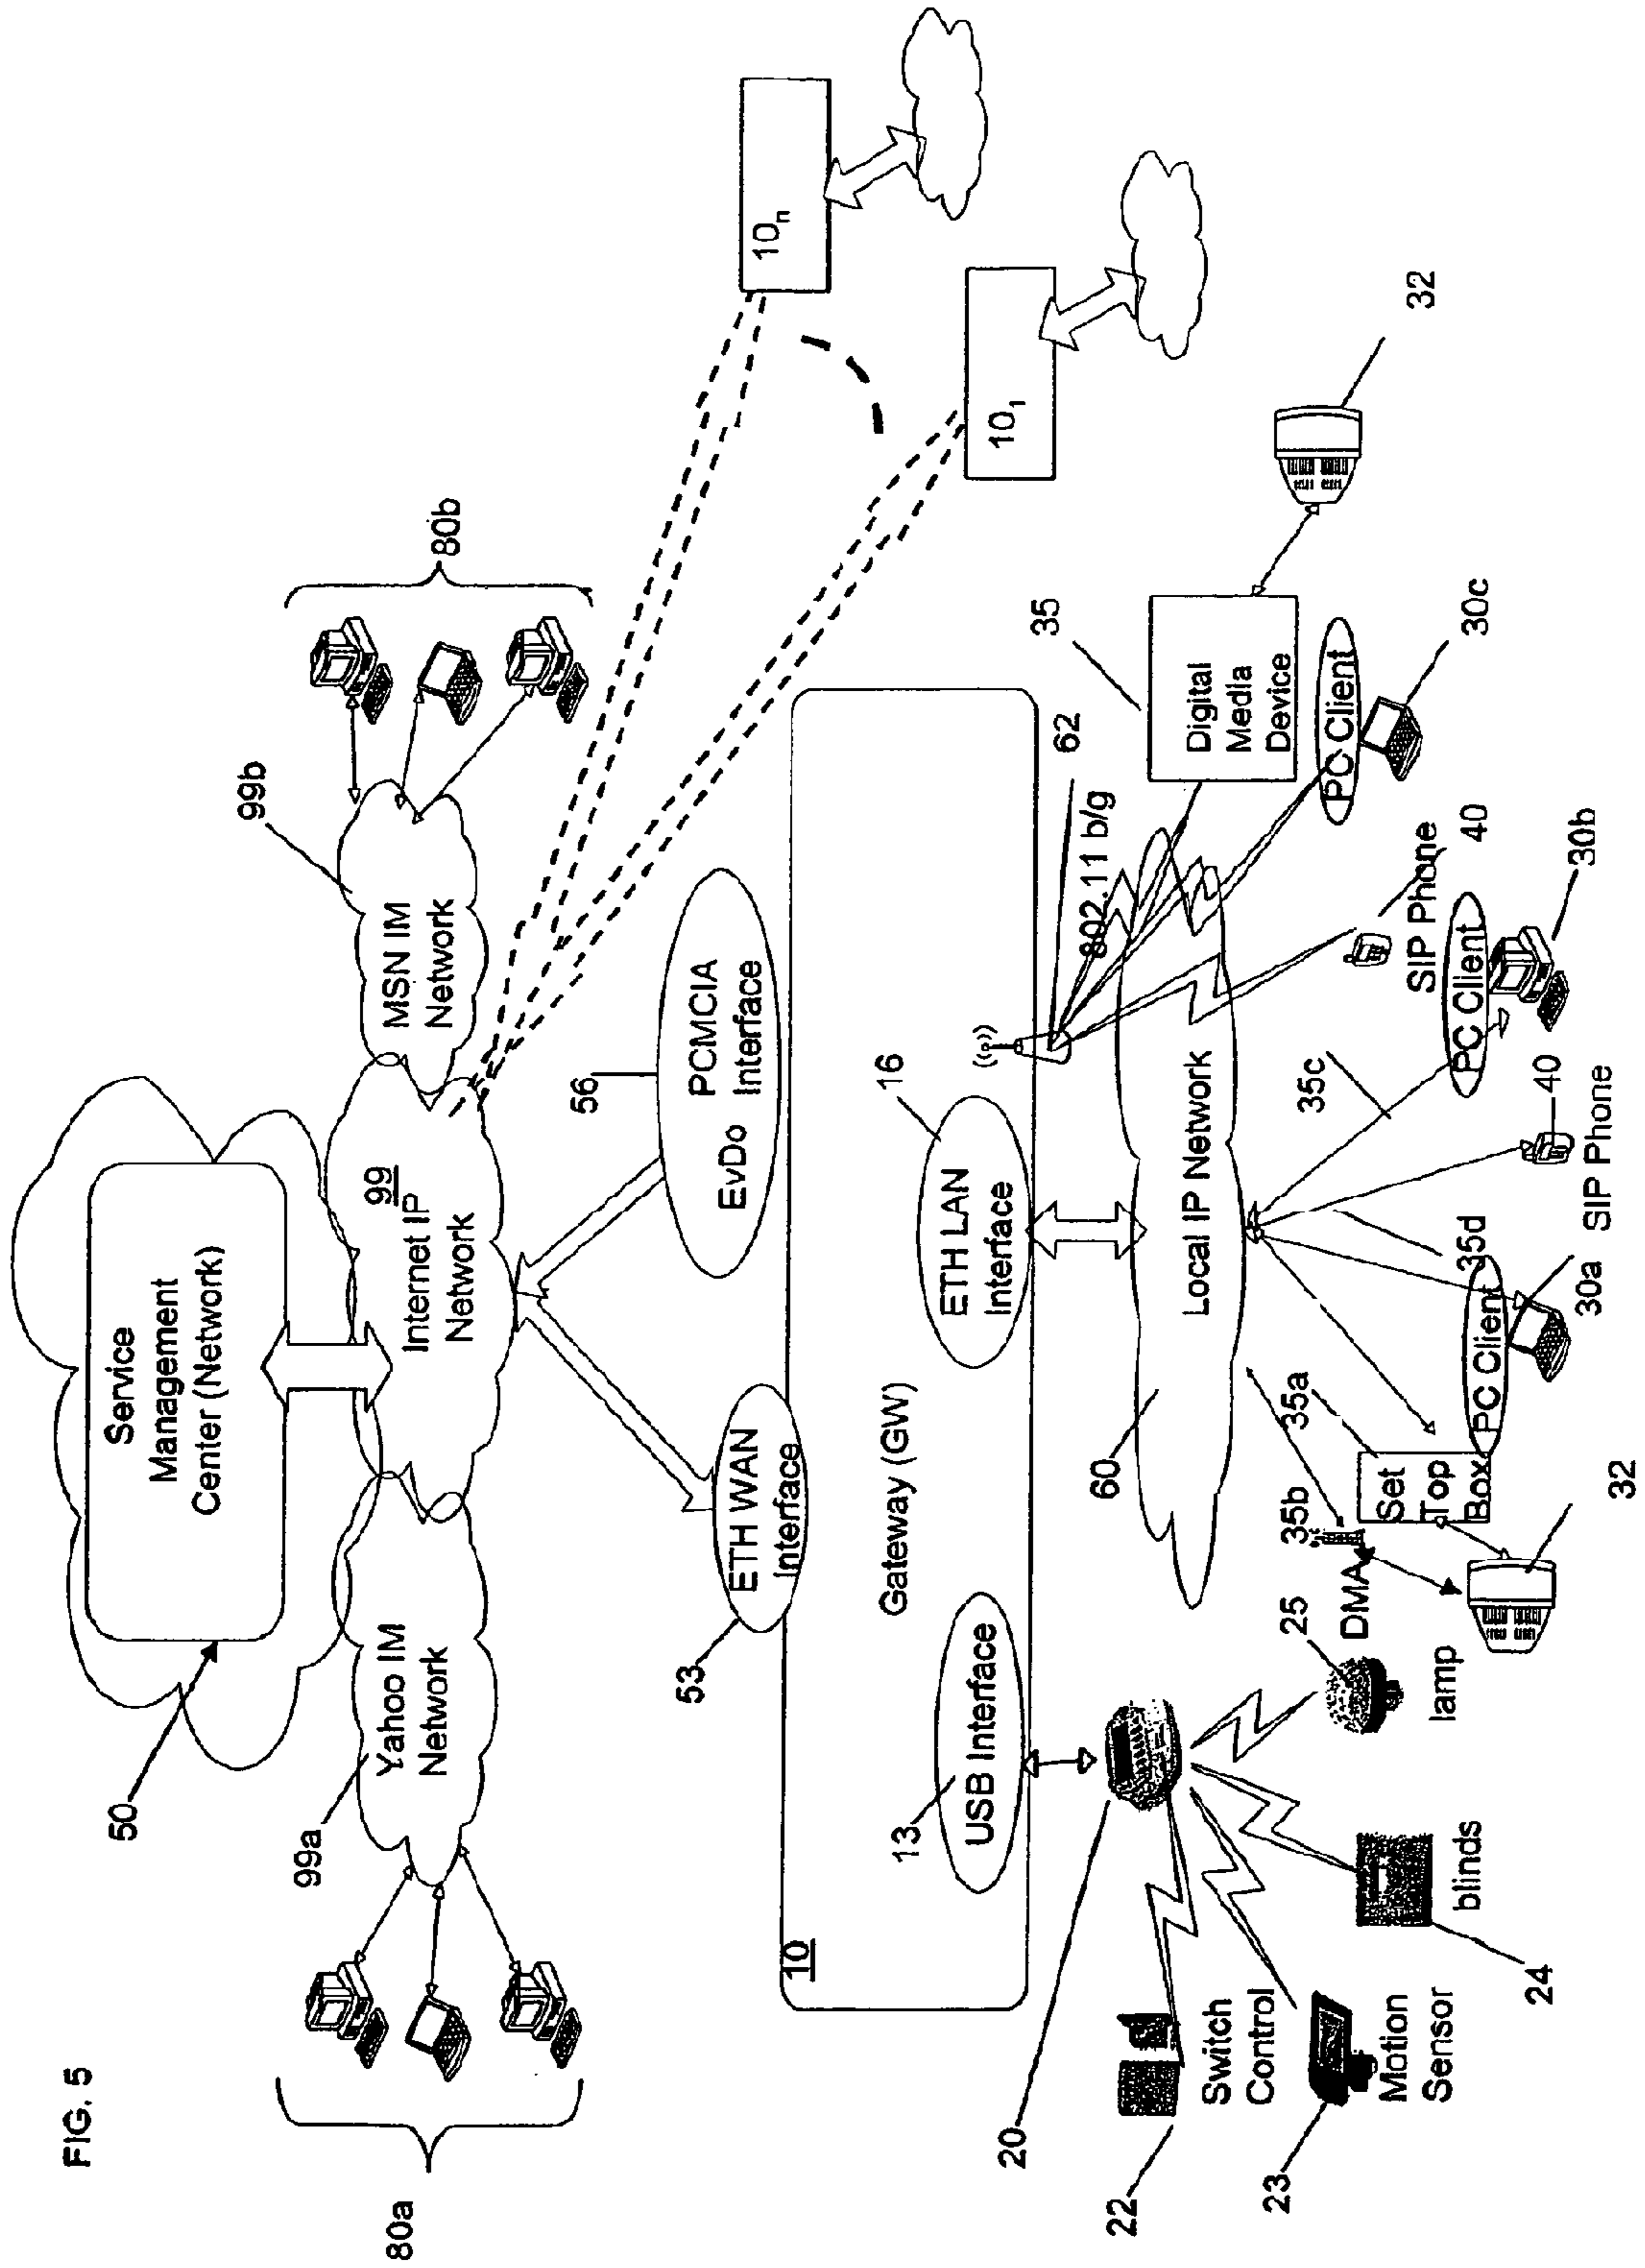 FIG. 5
50
Service
Management
Center (Network)
80a
99a
Yahoo IM
Network
99
Internet IP
Network
99b
MSN IM
Network
80b
53
ETH WAN
Interface
56
PCMCIA
EvDo Interface
10
Gateway (GW)
13
USB Interface
16
ETH LAN
Interface
10n
101
62
802.11 b/g
60
Local IP Network
35
Digital
Media
Device
32
PC Client
30c
SIP Phone
40
PC Client
30b
35c
40
SIP Phone
35d
PC Client
30a
35a
Set
Top
Box
35b
DMA
32
25
lamp
20
22
Switch
Control
23
Motion
Sensor
24
blinds